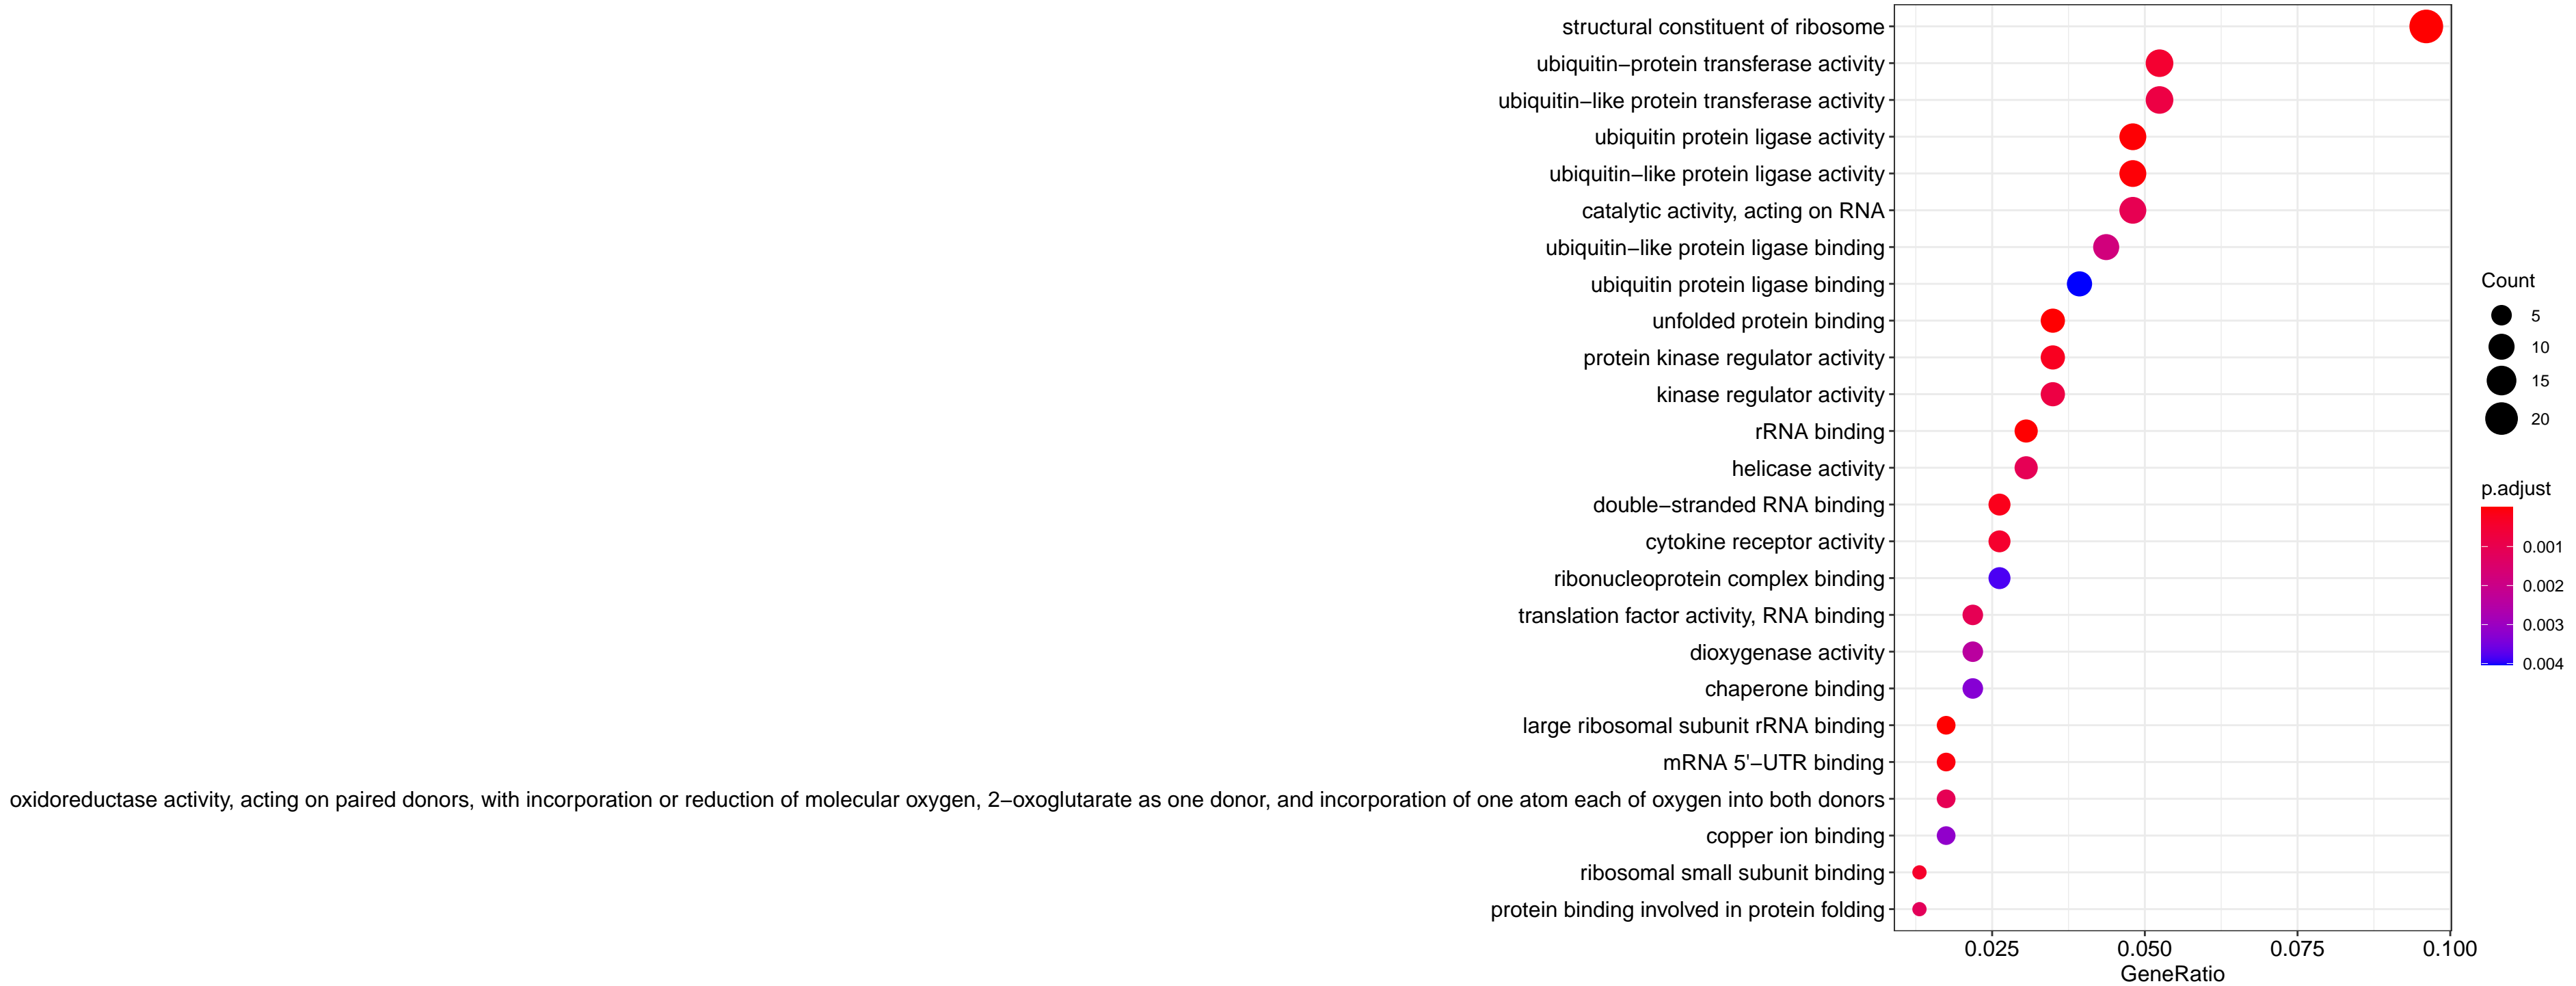 structural constituent of ribosome
ubiquitin−protein transferase activity
ubiquitin−like protein transferase activity
ubiquitin protein ligase activity
ubiquitin−like protein ligase activity
catalytic activity, acting on RNA
ubiquitin−like protein ligase binding
ubiquitin protein ligase binding
unfolded protein binding
protein kinase regulator activity
kinase regulator activity
rRNA binding
helicase activity
double−stranded RNA binding
cytokine receptor activity
ribonucleoprotein complex binding
translation factor activity, RNA binding
dioxygenase activity
chaperone binding
large ribosomal subunit rRNA binding
mRNA 5'−UTR binding
oxidoreductase activity, acting on paired donors, with incorporation or reduction of molecular oxygen, 2−oxoglutarate as one donor, and incorporation of one atom each of oxygen into both donors
copper ion binding
ribosomal small subunit binding
protein binding involved in protein folding
0.025 0.050 0.075 0.100
GeneRatio
Count
5
10
15
20
p.adjust
0.001
0.002
0.003
0.004